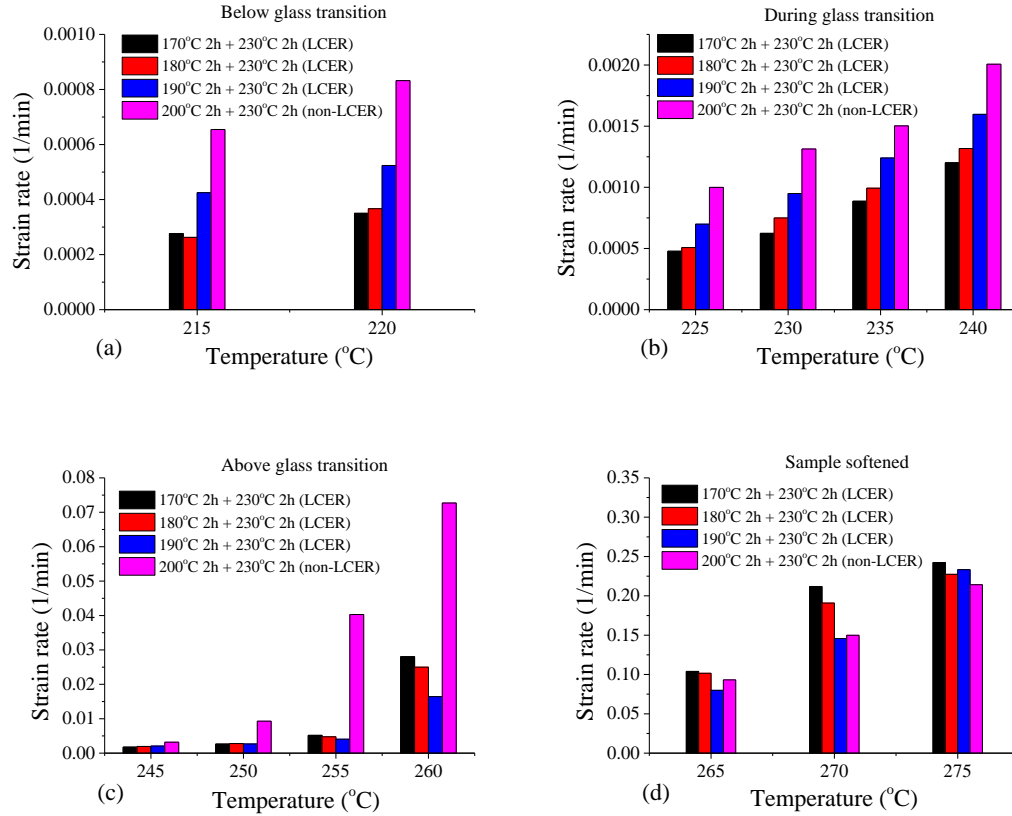 Below glass transition
0.0010
0.0008
0.0006
0.0004
0.0002
0.0000
Strain rate (1/min)
170°C 2h + 230°C 2h (LCER)
180°C 2h + 230°C 2h (LCER)
190°C 2h + 230°C 2h (LCER)
200°C 2h + 230°C 2h (non-LCER)
215 220
(a) Temperature (°C)
During glass transition
0.0020
0.0015
0.0010
0.0005
0.0000
Strain rate (1/min)
170°C 2h + 230°C 2h (LCER)
180°C 2h + 230°C 2h (LCER)
190°C 2h + 230°C 2h (LCER)
200°C 2h + 230°C 2h (non-LCER)
225 230 235 240
(b) Temperature (°C)
Above glass transition
0.08
0.07
0.06
0.05
0.04
0.03
0.02
0.01
0.00
Strain rate (1/min)
170°C 2h + 230°C 2h (LCER)
180°C 2h + 230°C 2h (LCER)
190°C 2h + 230°C 2h (LCER)
200°C 2h + 230°C 2h (non-LCER)
245 250 255 260
(c) Temperature (°C)
Sample softened
0.35
0.30
0.25
0.20
0.15
0.10
0.05
0.00
Strain rate (1/min)
170°C 2h + 230°C 2h (LCER)
180°C 2h + 230°C 2h (LCER)
190°C 2h + 230°C 2h (LCER)
200°C 2h + 230°C 2h (non-LCER)
265 270 275
(d) Temperature (°C)